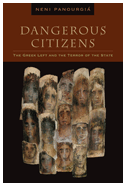 NENI PANOURGIÁ
DANGEROUS
CITIZENS
THE GREEK LEFT AND THE TERROR OF THE STATE